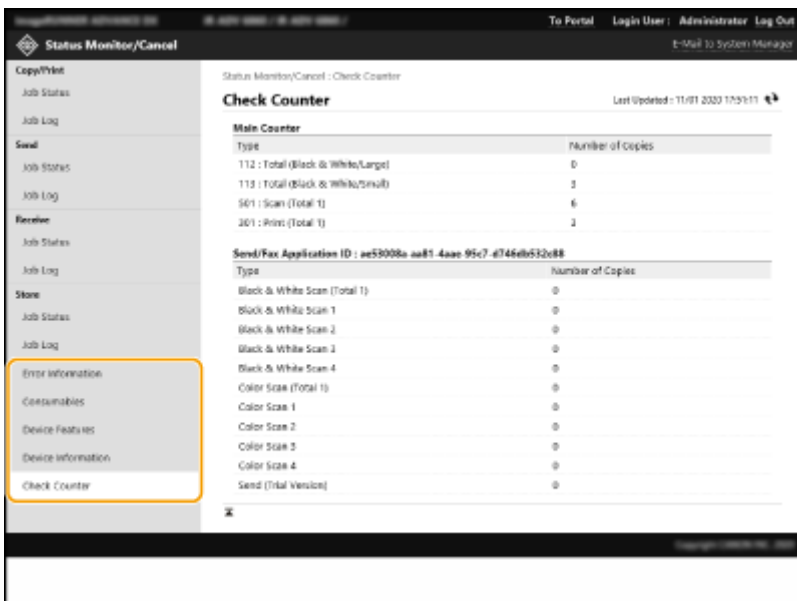 To Portal Login User : Administrator Log Out
Status Monitor/Cancel
E-Mail to System Manager
Copy/Print
Job Status
Job Log
Send
Job Status
Job Log
Receive
Job Status
Job Log
Store
Job Status
Job Log
Error Information
Consumables
Device Features
Device Information
Check Counter
Status Monitor/Cancel : Check Counter
Check Counter
Last Updated : 11/01 2020 17:51:11
Main Counter
Type Number of Copies
112 : Total (Black & White/Large) 0
113 : Total (Black & White/Small) 3
501 : Scan (Total 1) 6
301 : Print (Total 1) 3
Send/Fax Application ID : ae53008a-aa81-4aae-95c7-d746db532c88
Type Number of Copies
Black & White Scan (Total 1) 0
Black & White Scan 1 0
Black & White Scan 2 0
Black & White Scan 3 0
Black & White Scan 4 0
Color Scan (Total 1) 0
Color Scan 1 0
Color Scan 2 0
Color Scan 3 0
Color Scan 4 0
Send (Trial Version) 0